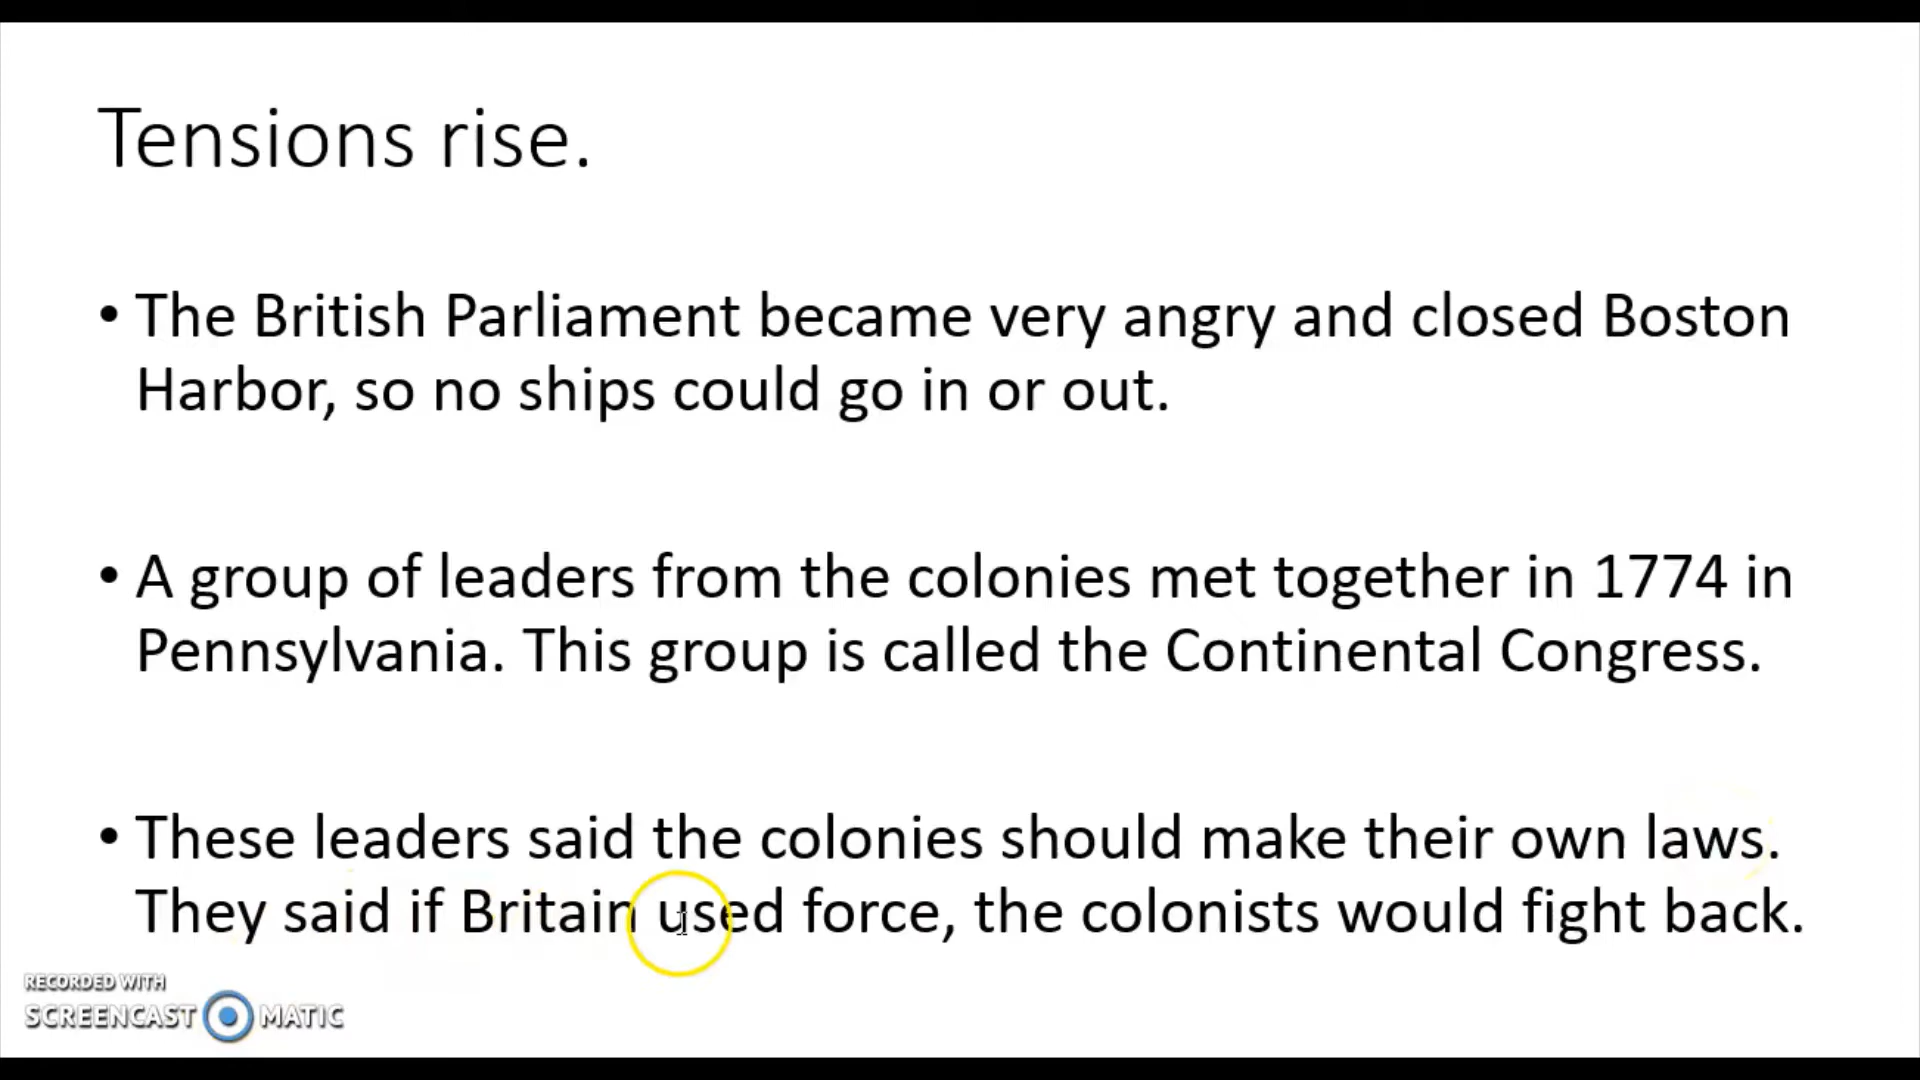 Tensions rise.
• The British Parliament became very angry and closed Boston
Harbor, so no ships could go in or out.
• A group of leaders from the colonies met together in 1774 in
Pennsylvania. This group is called the Continental Congress.
• These leaders said the colonies should make their own laws.
They said if Britain used force, the colonists would fight back.
RECORDED WITH
SCREENCAST MATIC